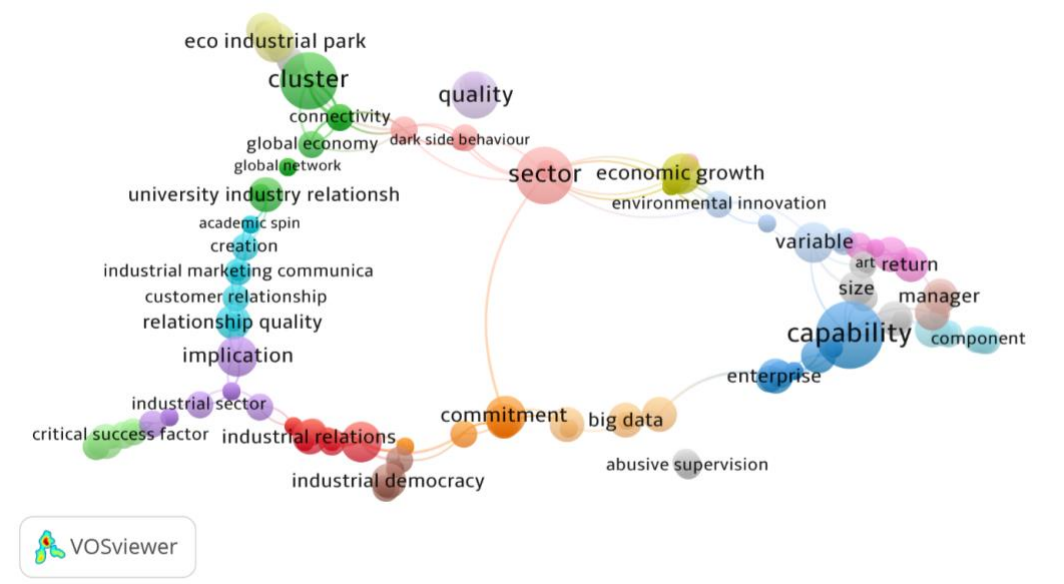 eco industrial park
cluster
quality
connectivity
dark side behaviour
global economy
global network
sector
economic growth
university industry relationsh
environmental innovation
academic spin
creation
variable
art
return
industrial marketing communica
size
customer relationship
manager
relationship quality
capability
component
implication
enterprise
industrial sector
commitment
big data
critical success factor
industrial relations
abusive supervision
industrial democracy
VOSviewer